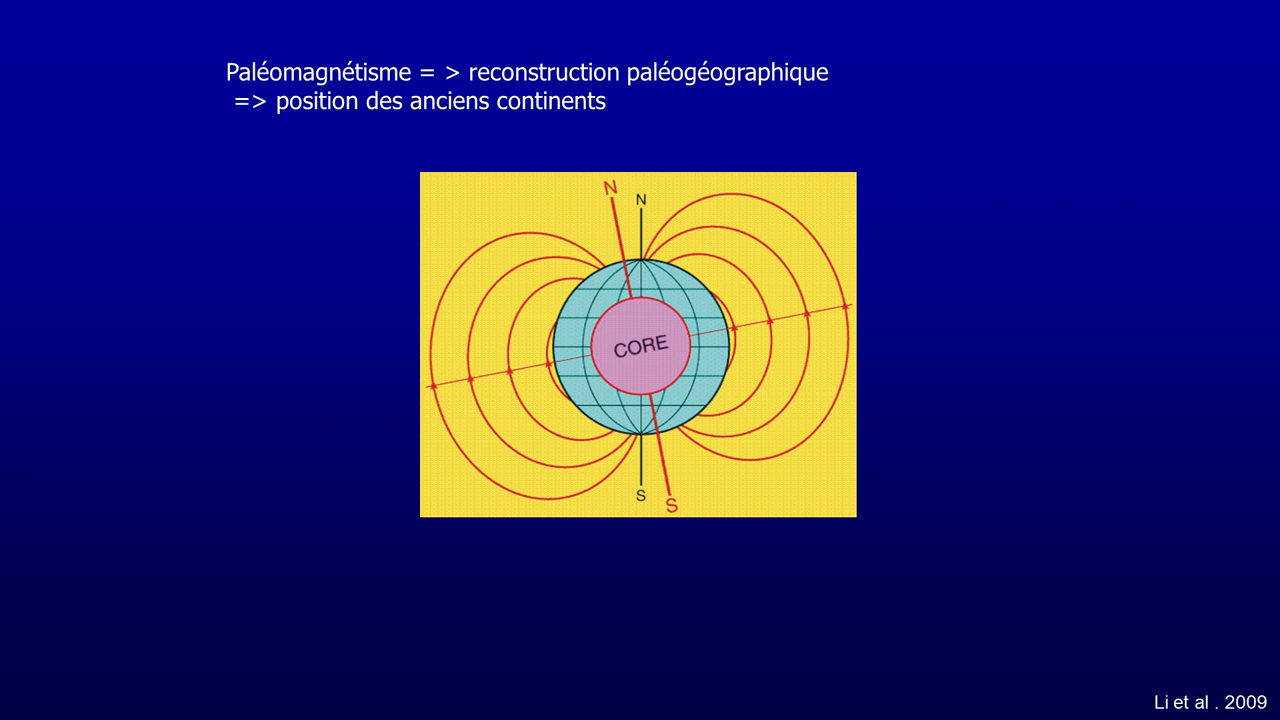 Paléomagnétisme = > reconstruction paléogéographique
=> position des anciens continents
N
N
CORE
S
S
Li et al . 2009